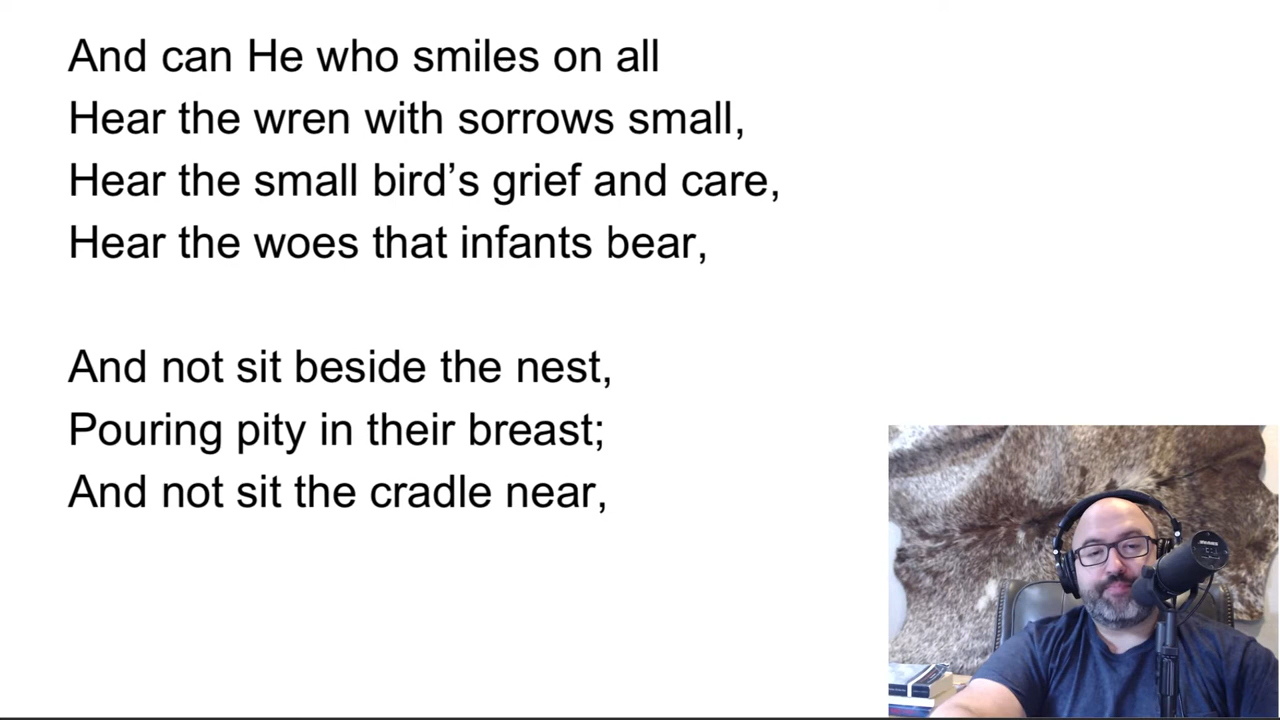 And can He who smiles on all
Hear the wren with sorrows small,
Hear the small bird’s grief and care,
Hear the woes that infants bear,
And not sit beside the nest,
Pouring pity in their breast;
And not sit the cradle near,